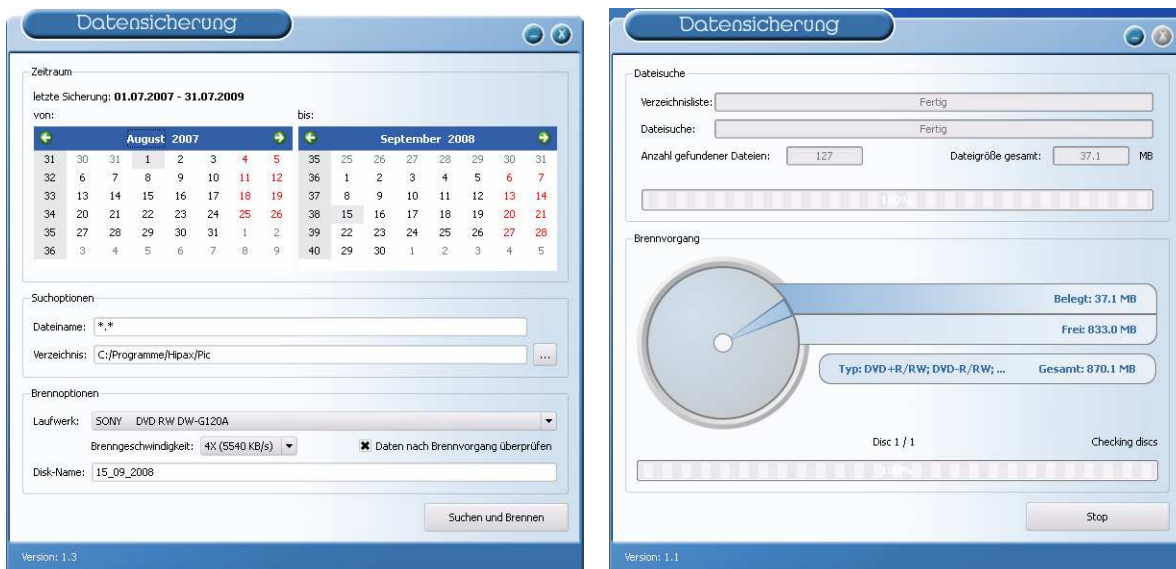 Datensicherung
Zeitraum
letzte Sicherung: 01.07.2007 - 31.07.2009
von: bis:
August 2007
31 30 31 1 2 3 4 5
32 6 7 8 9 10 11 12
33 13 14 15 16 17 18 19
34 20 21 22 23 24 25 26
35 27 28 29 30 31 1 2
36 3 4 5 6 7 8 9
September 2008
35 25 26 27 28 29 30 31
36 1 2 3 4 5 6 7
37 8 9 10 11 12 13 14
38 15 16 17 18 19 20 21
39 22 23 24 25 26 27 28
40 29 30 1 2 3 4 5
Suchoptionen
Dateiname: *.*
Verzeichnis: C:/Programme/Hipax/Pic ...
Brennoptionen
Laufwerk: SONY DVD RW DW-G120A
Brenngeschwindigkeit: 4X (5540 KB/s) Daten nach Brennvorgang überprüfen
Disk-Name: 15_09_2008
Suchen und Brennen
Version: 1.3
Datensicherung
Dateisuche
Verzeichnisliste: Fertig
Dateisuche: Fertig
Anzahl gefundener Dateien: 127 Dateigröße gesamt: 37.1 MB
100%
Brennvorgang
Belegt: 37.1 MB
Frei: 833.0 MB
Typ: DVD+R/RW; DVD-R/RW; ... Gesamt: 870.1 MB
Disc 1 / 1 Checking discs
100%
Stop
Version: 1.1